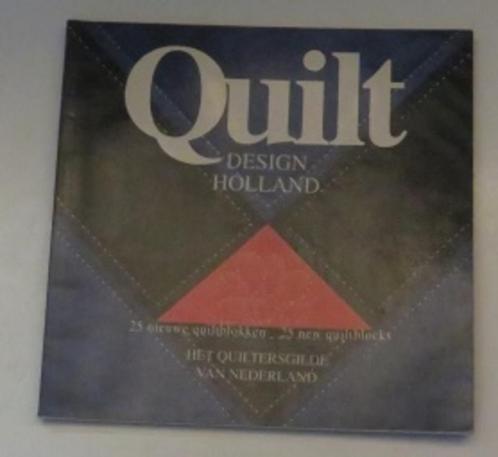 Quilt
DESIGN
HOLLAND
25 nieuwe quiltblokken - 25 new quiltblocks
HET QUILTERSGILDE
VAN NEDERLAND